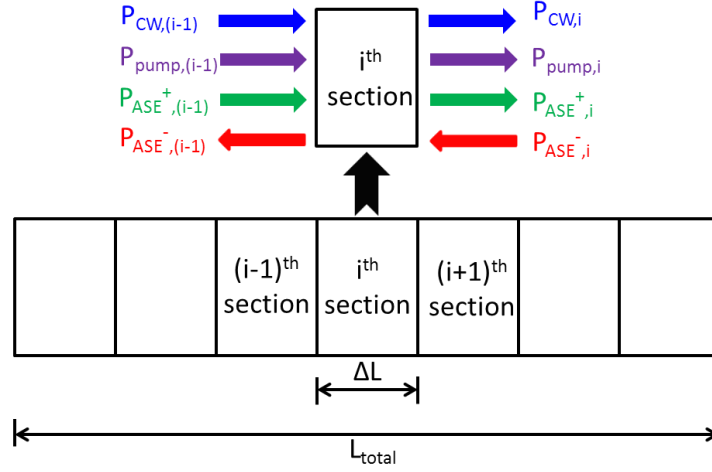 P_CW,(i-1)
P_CW,i
P_pump,(i-1)
P_pump,i
P_ASE^+,(i-1)
P_ASE^+,i
P_ASE^-,(i-1)
P_ASE^-,i
i^th
section
(i-1)^th
section
i^th
section
(i+1)^th
section
ΔL
L_total